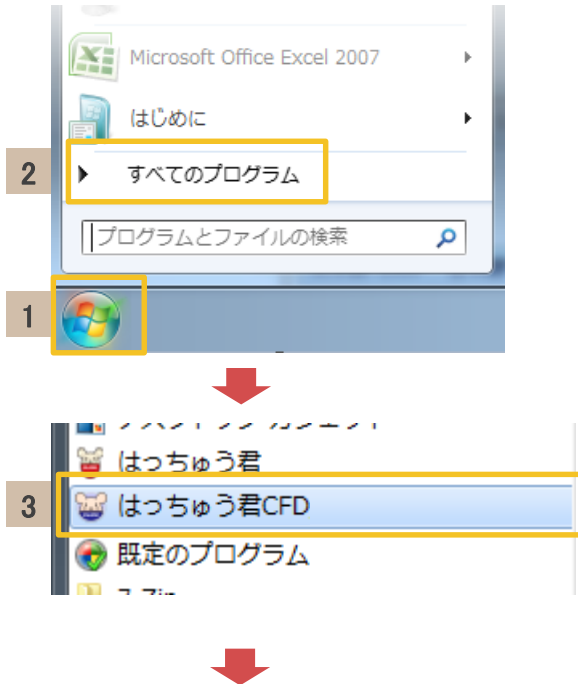 Microsoft Office Excel 2007
はじめに
2
すべてのプログラム
プログラムとファイルの検索
1
はっちゅう君
3
はっちゅう君CFD
既定のプログラム